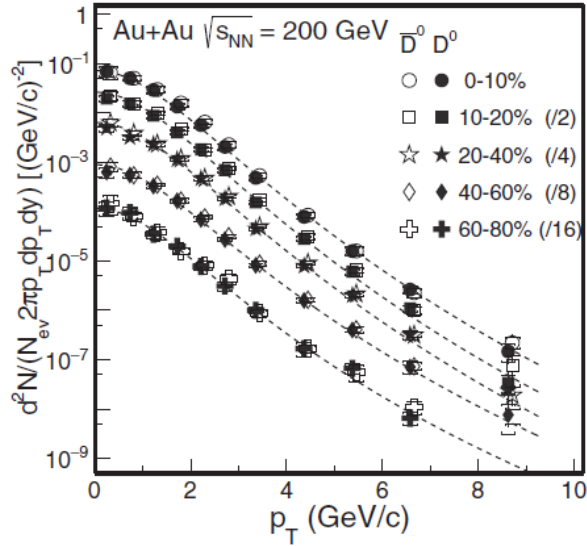 Au+Au √s_NN = 200 GeV D̅⁰ D⁰
0-10%
10-20% (/2)
20-40% (/4)
40-60% (/8)
60-80% (/16)
d²N/(N_ev 2πp_T dp_T dy) [(GeV/c)⁻²]
1
10⁻¹
10⁻³
10⁻⁵
10⁻⁷
10⁻⁹
0 2 4 6 8 10
p_T (GeV/c)